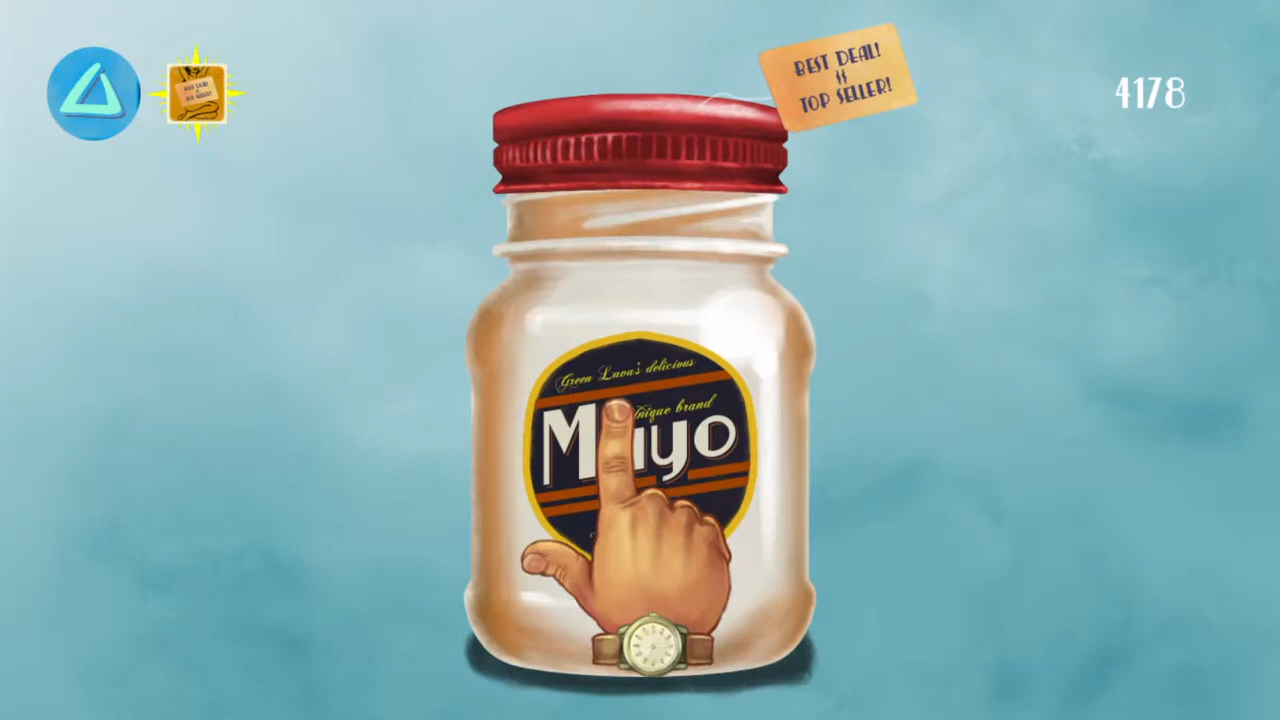 BEST DEAL!
$$
TOP SELLER!
4178
Green Lava's delicious
unique brand
Mayo